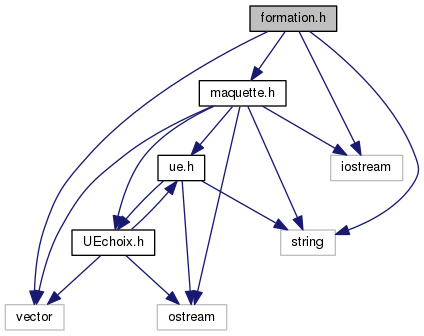 formation.h
maquette.h
iostream
ue.h
UEchoix.h
string
vector
ostream